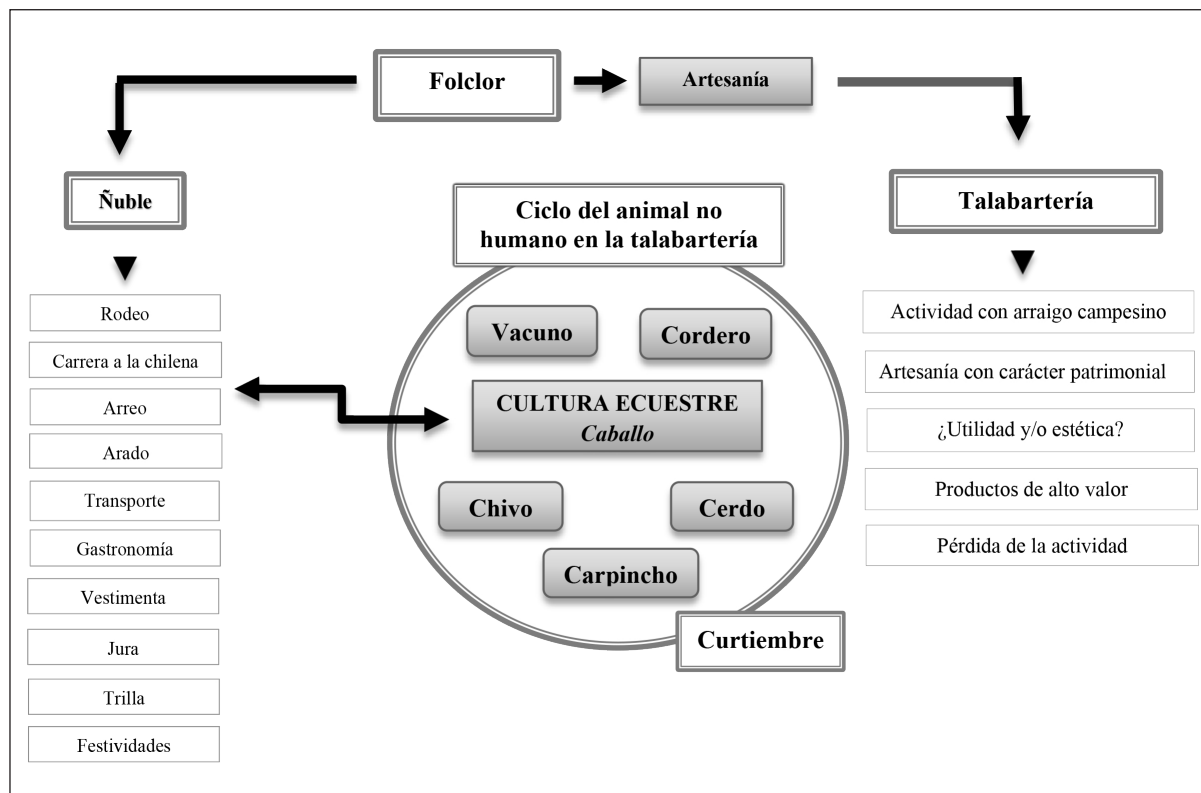 Folclor
Artesanía
Ñuble
Rodeo
Carrera a la chilena
Arreo
Arado
Transporte
Gastronomía
Vestimenta
Jura
Trilla
Festividades
Ciclo del animal no
humano en la talabartería
Vacuno
Cordero
CULTURA ECUESTRE
Caballo
Chivo
Cerdo
Carpincho
Curtiembre
Talabartería
Actividad con arraigo campesino
Artesanía con carácter patrimonial
¿Utilidad y/o estética?
Productos de alto valor
Pérdida de la actividad